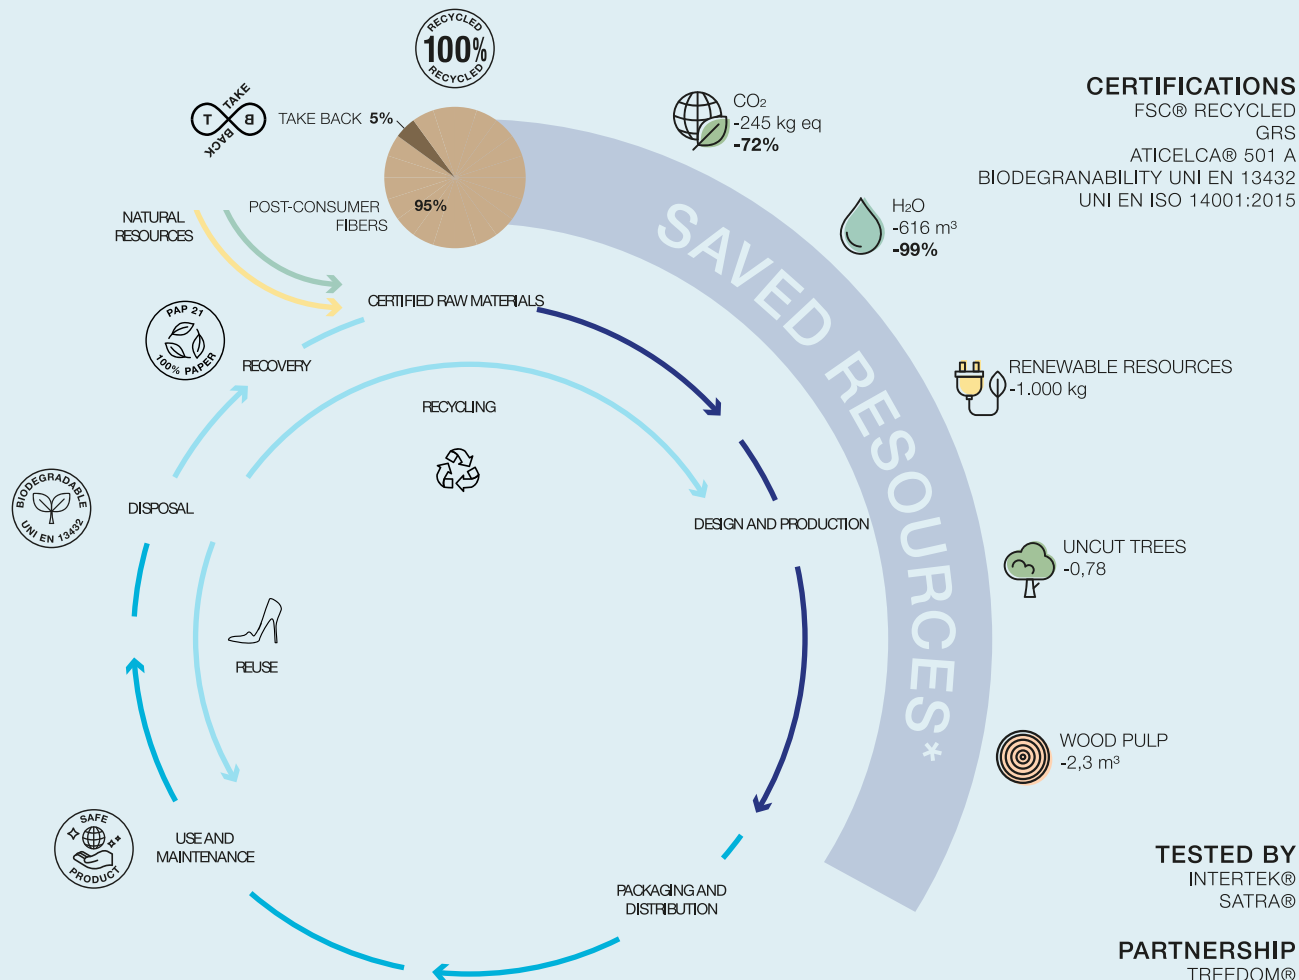 RECYCLED
100%
RECYCLED
TAKE
T B
BACK
TAKE BACK 5%
POST-CONSUMER
FIBERS
95%
NATURAL
RESOURCES
CO₂
-245 kg eq
-72%
H₂O
-616 m³
-99%
CERTIFICATIONS
FSC® RECYCLED
GRS
ATICELCA® 501 A
BIODEGRANABILITY UNI EN 13432
UNI EN ISO 14001:2015
SAVED RESOURCES*
CERTIFIED RAW MATERIALS
PAP 21
100% PAPER
RECOVERY
RECYCLING
RENEWABLE RESOURCES
-1.000 kg
BIODEGRADABLE
UNI EN 13432
DISPOSAL
DESIGN AND PRODUCTION
UNCUT TREES
-0,78
REUSE
WOOD PULP
-2,3 m³
SAFE
PRODUCT
USE AND
MAINTENANCE
PACKAGING AND
DISTRIBUTION
TESTED BY
INTERTEK®
SATRA®
PARTNERSHIP
TREEDOM®